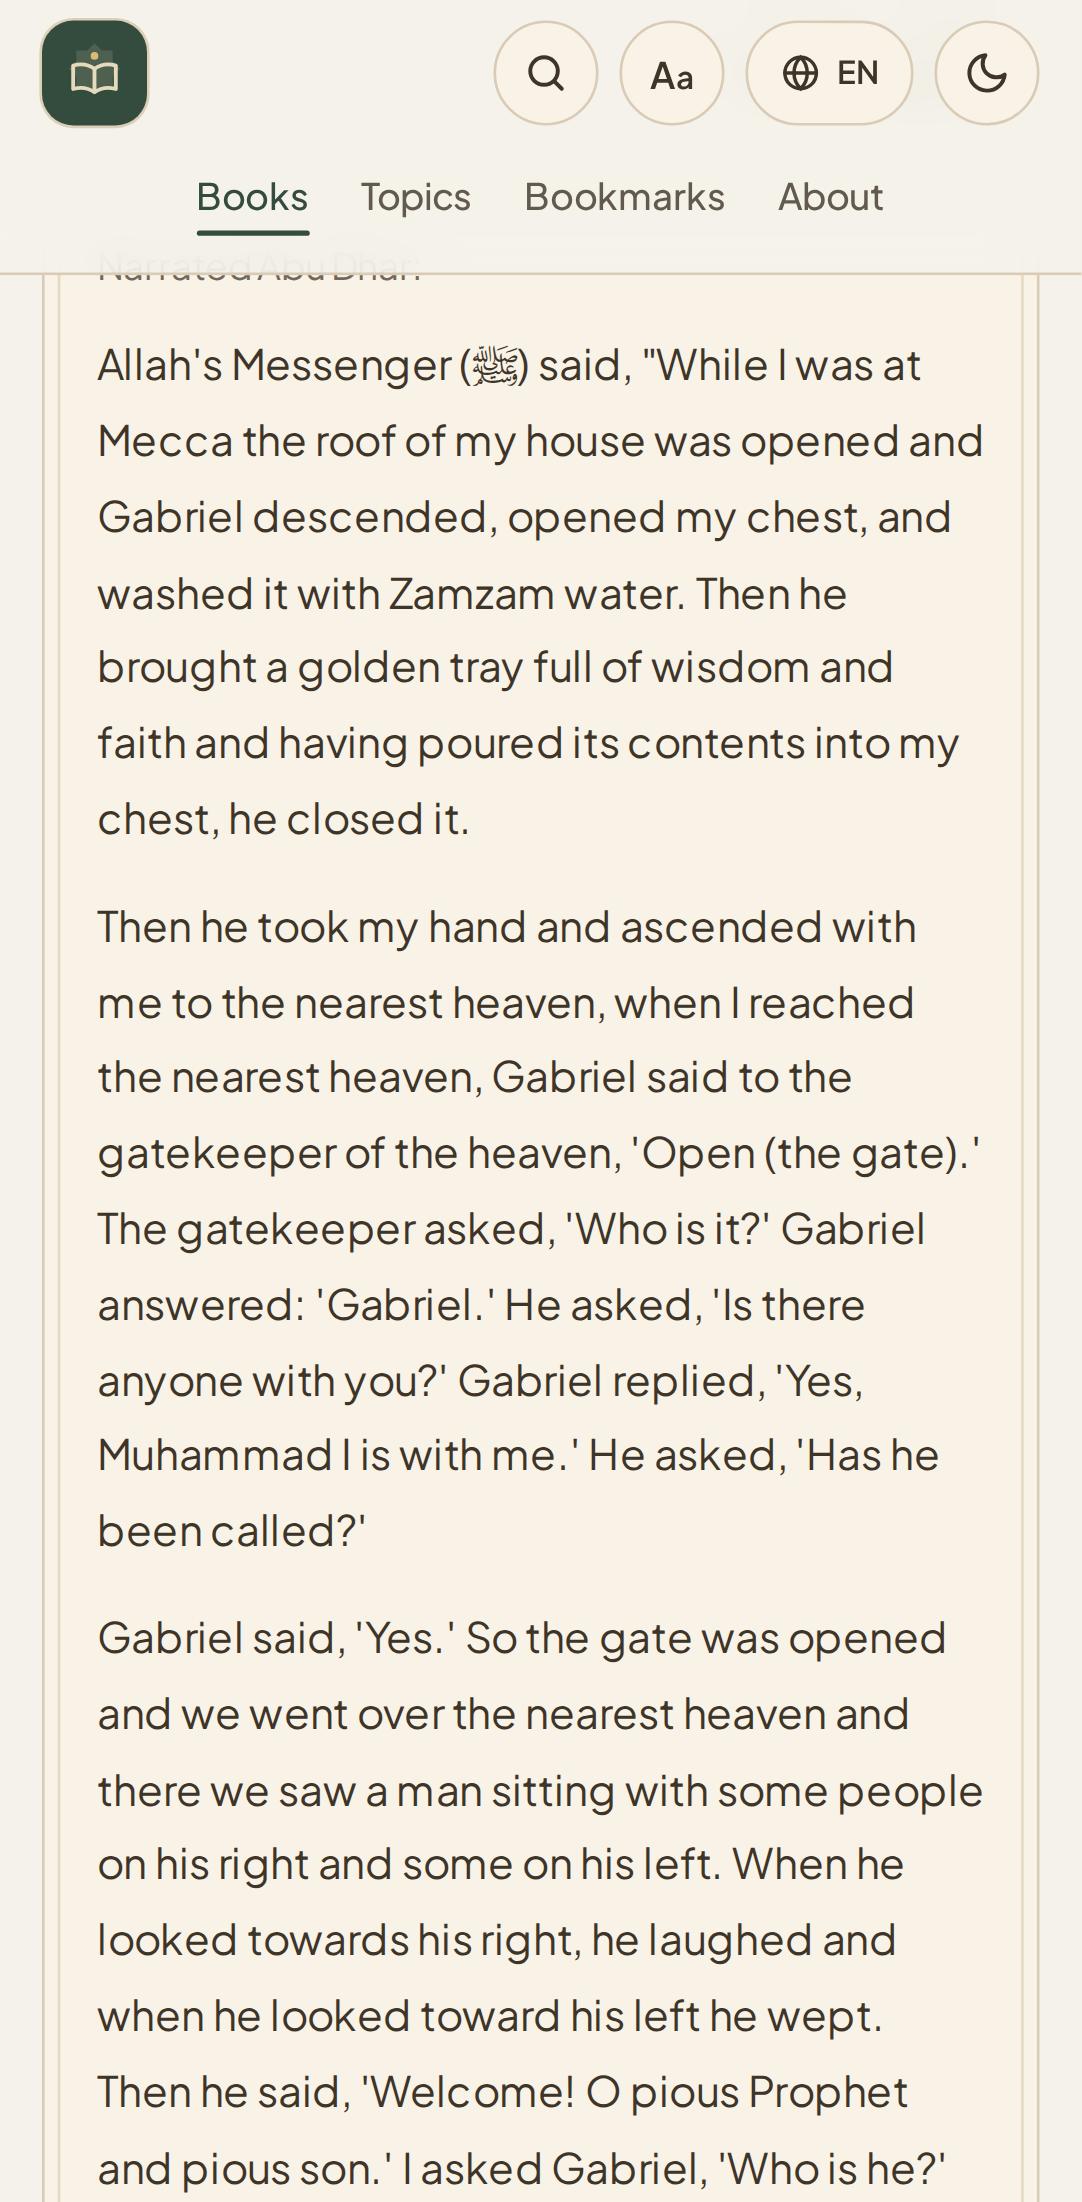 Aa
EN
Books Topics Bookmarks About
Narrated Abu Dhar:
Allah's Messenger (ﷺ) said, "While I was at
Mecca the roof of my house was opened and
Gabriel descended, opened my chest, and
washed it with Zamzam water. Then he
brought a golden tray full of wisdom and
faith and having poured its contents into my
chest, he closed it.
Then he took my hand and ascended with
me to the nearest heaven, when I reached
the nearest heaven, Gabriel said to the
gatekeeper of the heaven, 'Open (the gate).'
The gatekeeper asked, 'Who is it?' Gabriel
answered: 'Gabriel.' He asked, 'Is there
anyone with you?' Gabriel replied, 'Yes,
Muhammad I is with me.' He asked, 'Has he
been called?'
Gabriel said, 'Yes.' So the gate was opened
and we went over the nearest heaven and
there we saw a man sitting with some people
on his right and some on his left. When he
looked towards his right, he laughed and
when he looked toward his left he wept.
Then he said, 'Welcome! O pious Prophet
and pious son.' I asked Gabriel, 'Who is he?'